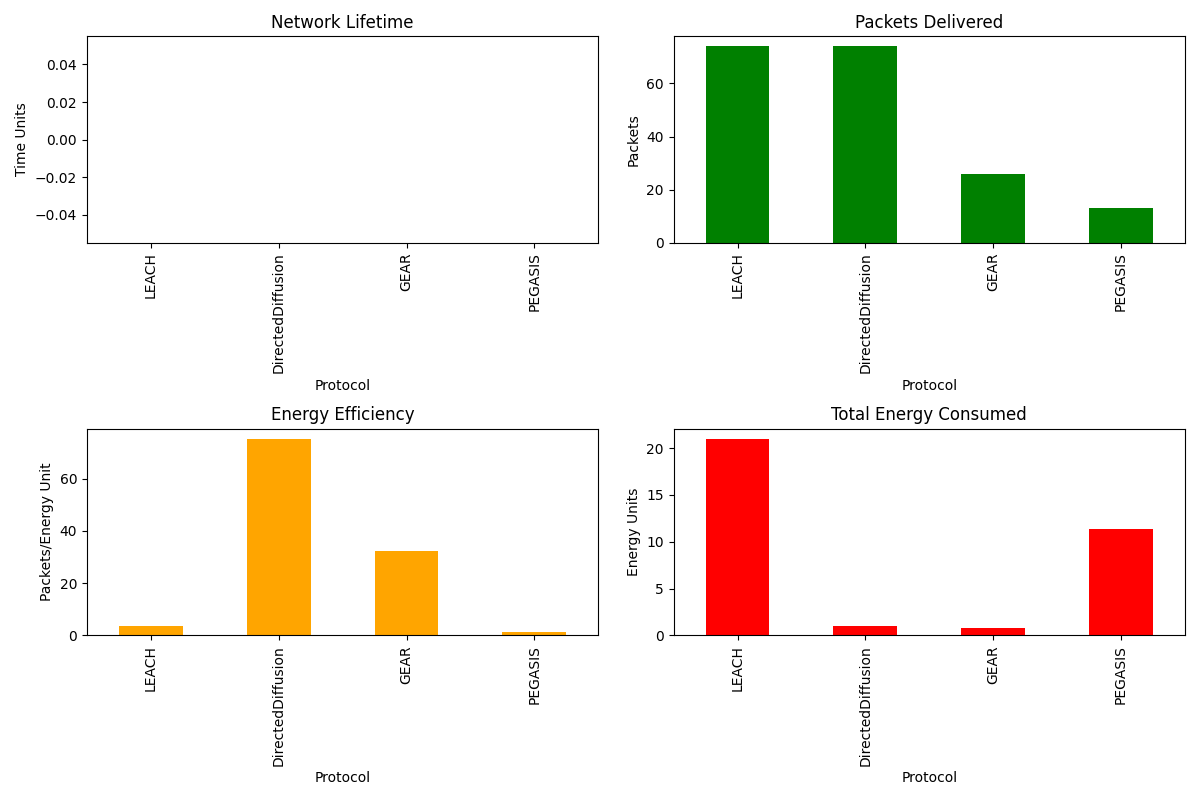 Network Lifetime
Time Units
0.04
0.02
0.00
−0.02
−0.04
LEACH
DirectedDiffusion
GEAR
PEGASIS
Protocol
Packets Delivered
Packets
60
40
20
0
LEACH
DirectedDiffusion
GEAR
PEGASIS
Protocol
Energy Efficiency
Packets/Energy Unit
60
40
20
0
LEACH
DirectedDiffusion
GEAR
PEGASIS
Protocol
Total Energy Consumed
Energy Units
20
15
10
5
0
LEACH
DirectedDiffusion
GEAR
PEGASIS
Protocol